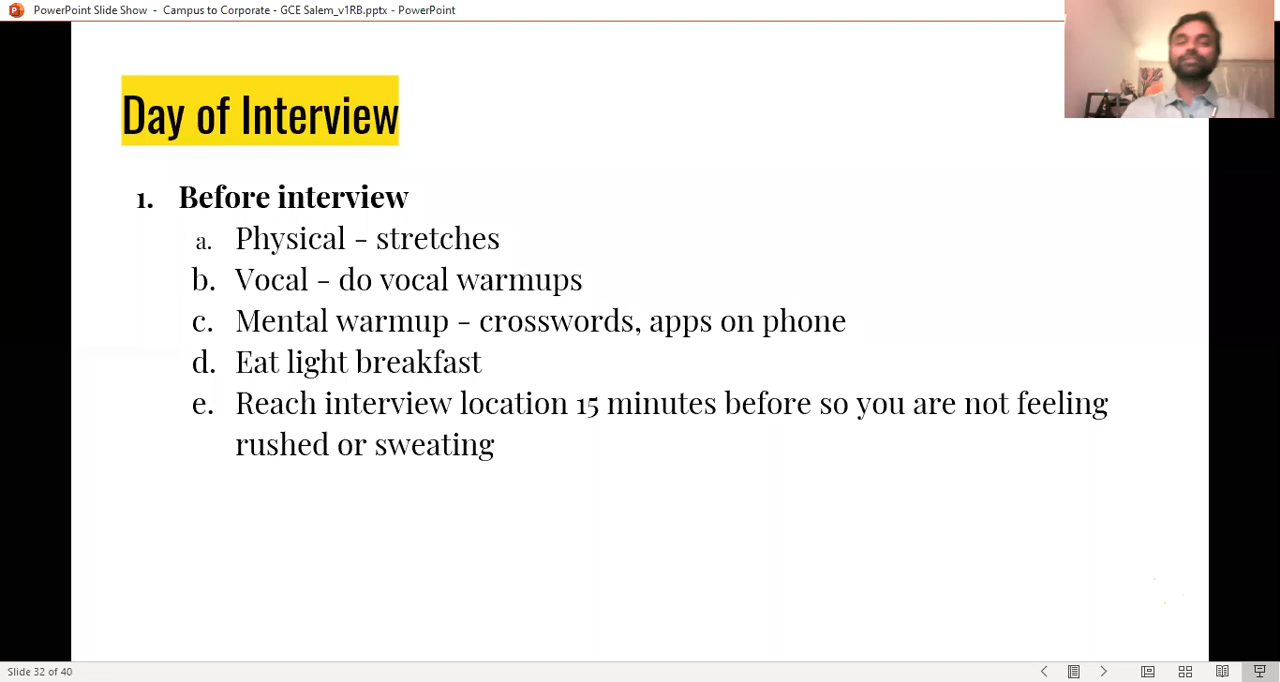 PowerPoint Slide Show - Campus to Corporate - GCE Salem_v1RB.pptx - PowerPoint
Day of Interview
1. Before interview
a. Physical - stretches
b. Vocal - do vocal warmups
c. Mental warmup - crosswords, apps on phone
d. Eat light breakfast
e. Reach interview location 15 minutes before so you are not feeling
rushed or sweating
Slide 32 of 40